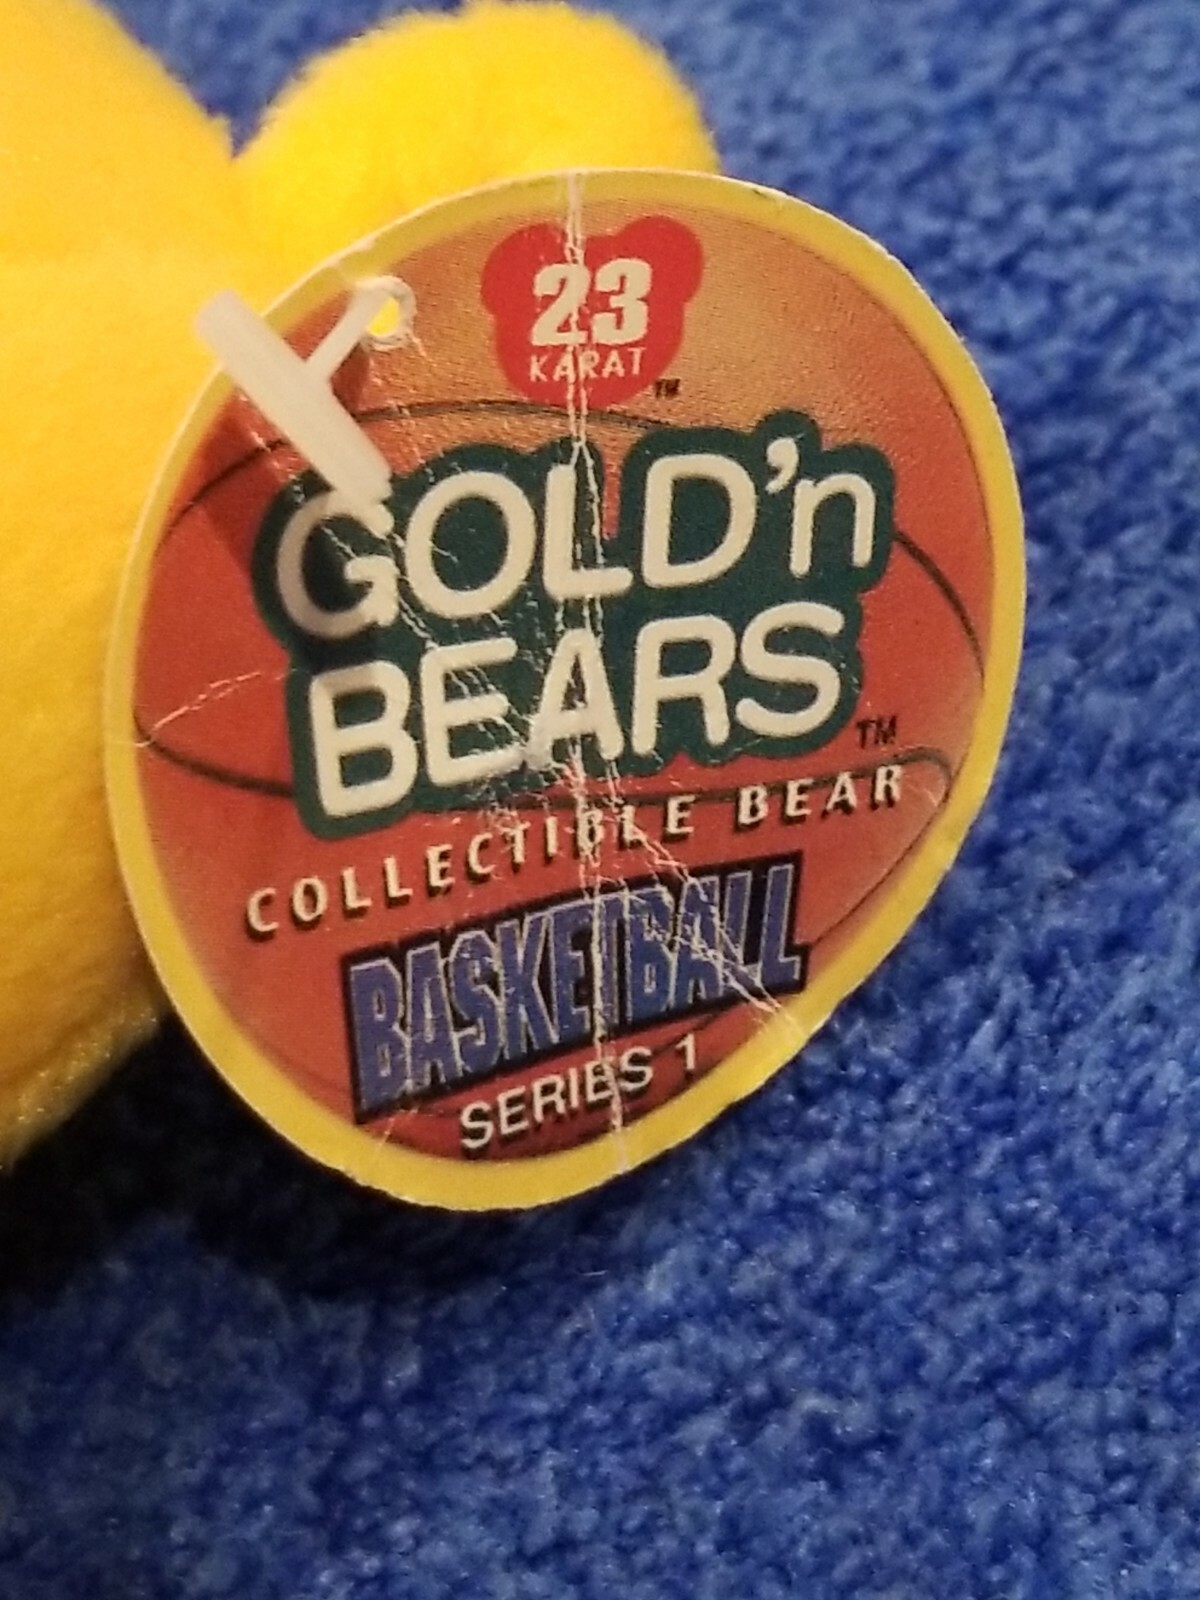 23
KARAT
TM
GOLD'n
BEARS
TM
COLLECTIBLE BEAR
BASKETBALL
SERIES 1